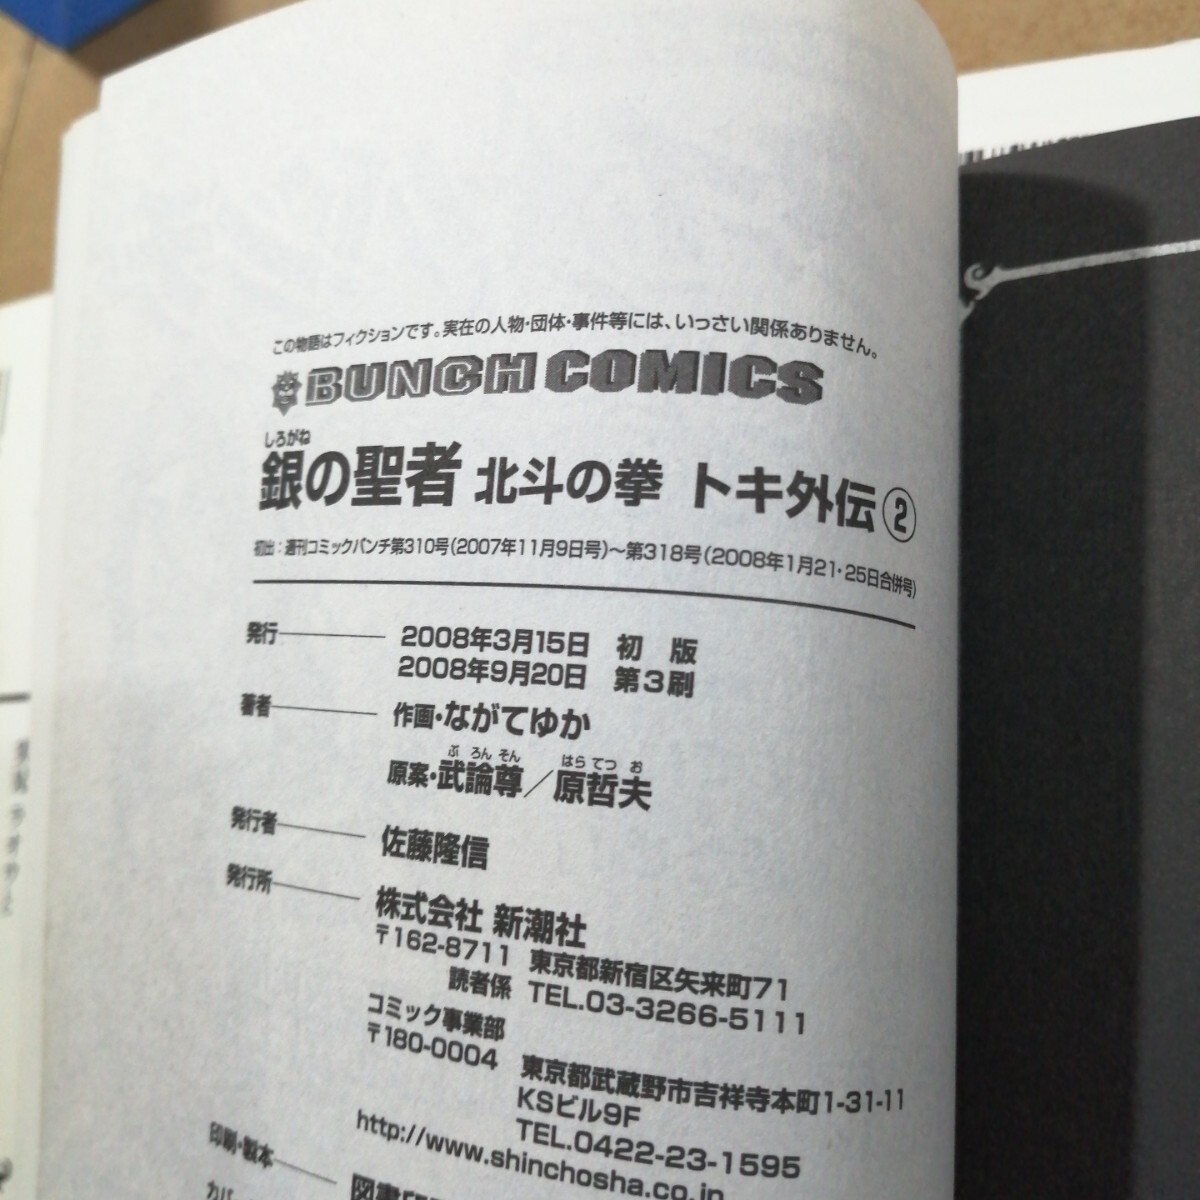 この物語はフィクションです。実在の人物・団体・事件等には、いっさい関係ありません。
BUNCH COMICS
しろがね
銀の聖者 北斗の拳 トキ外伝②
初出：週刊コミックバンチ第310号(2007年11月9日号)～第318号(2008年1月21・25日合併号)
発行 2008年3月15日 初 版
2008年9月20日 第3刷
著者 作画・ながてゆか
ぶ ろん そん はら てつ お
原案・武論尊／原哲夫
発行者 佐藤隆信
発行所 株式会社 新潮社
〒162-8711 東京都新宿区矢来町71
読者係 TEL.03-3266-5111
コミック事業部
〒180-0004 東京都武蔵野市吉祥寺本町1-31-11
KSビル9F
TEL.0422-23-1595
http://www.shinchosha.co.jp
印刷・製本 図書印刷
カバー